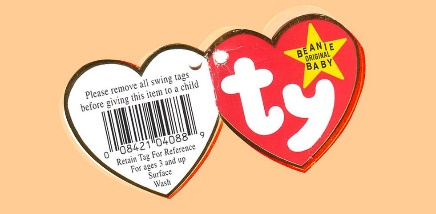 Please remove all swing tags
before giving this item to a child
0 08421 04088 9
Retain Tag For Reference
For ages 3 and up
Surface
Wash
ty
BEANIE
ORIGINAL
BABY